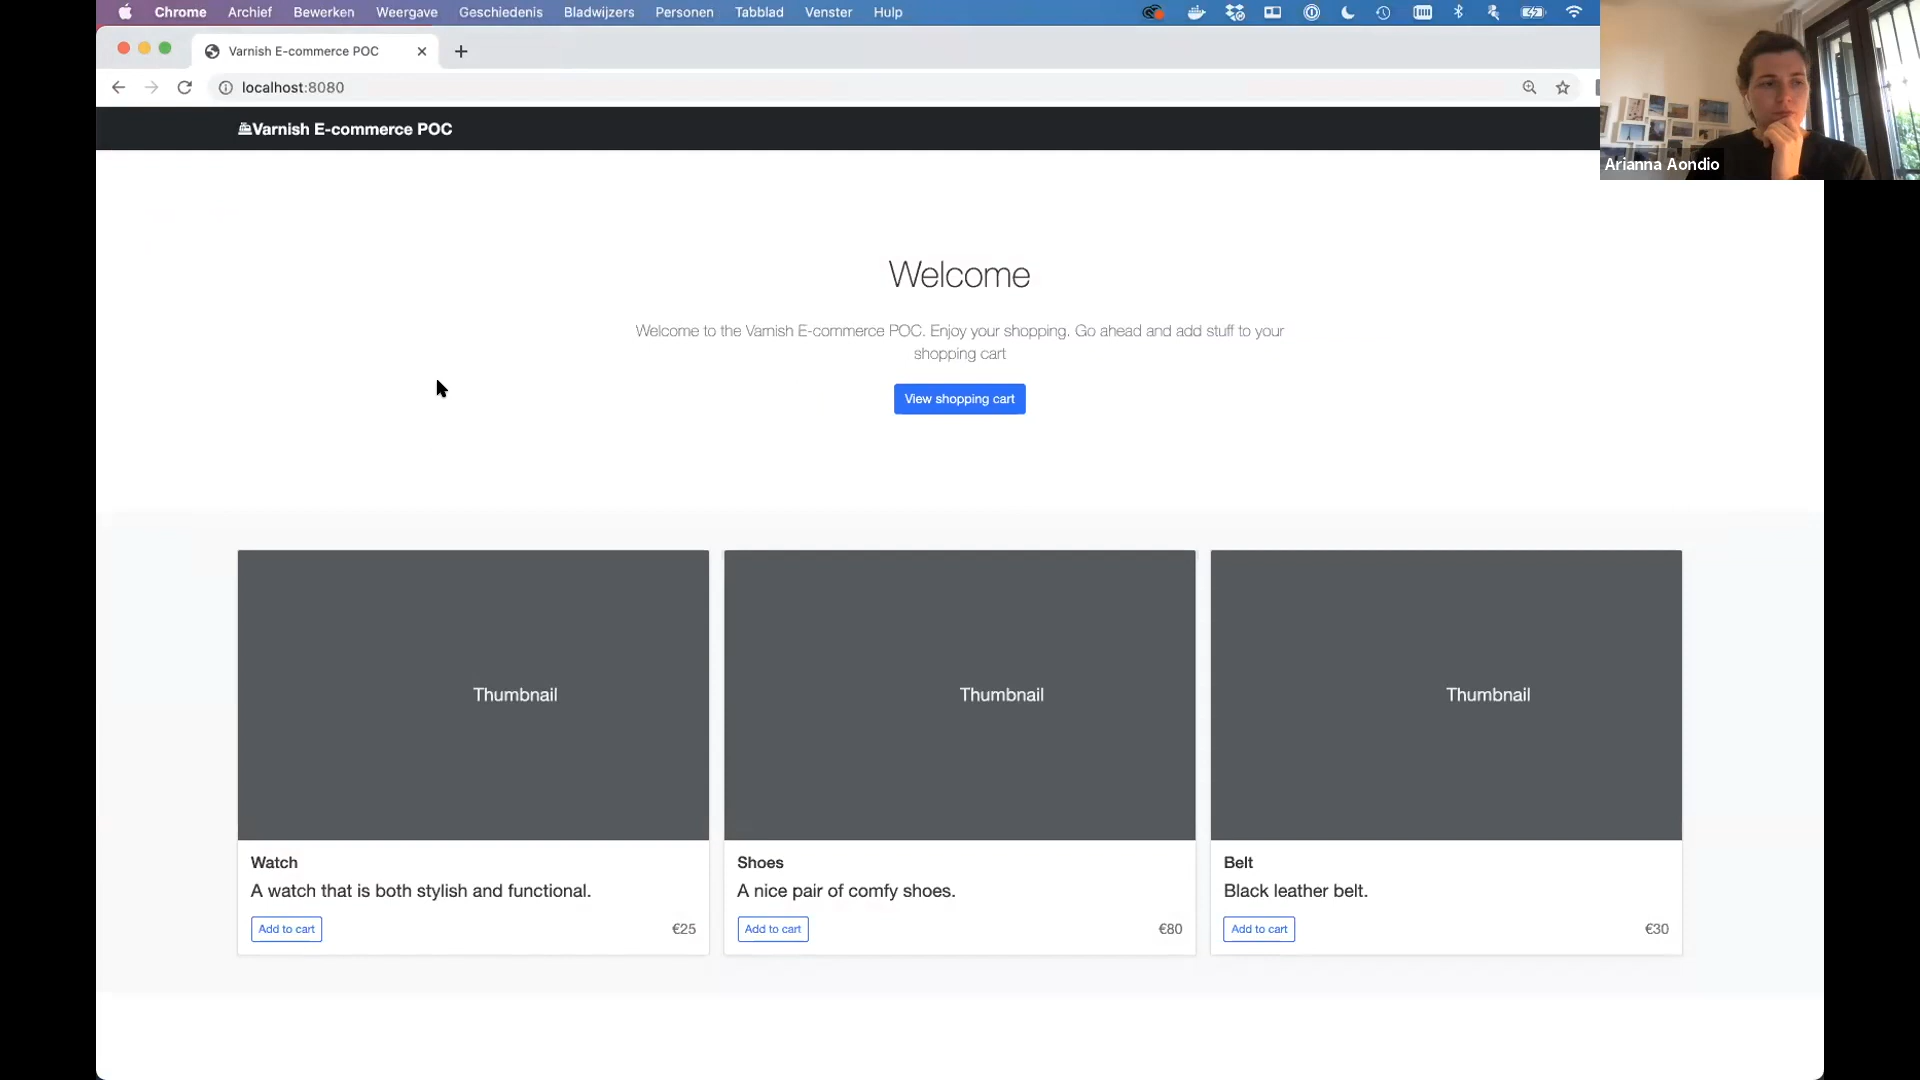 Chrome Archief Bewerken Weergave Geschiedenis Bladwijzers Personen Tabblad Venster Hulp
Varnish E-commerce POC
localhost:8080
Varnish E-commerce POC
Arianna Aondio
Welcome
Welcome to the Varnish E-commerce POC. Enjoy your shopping. Go ahead and add stuff to your
shopping cart
View shopping cart
Thumbnail
Thumbnail
Thumbnail
Watch
A watch that is both stylish and functional.
Add to cart €25
Shoes
A nice pair of comfy shoes.
Add to cart €80
Belt
Black leather belt.
Add to cart €30